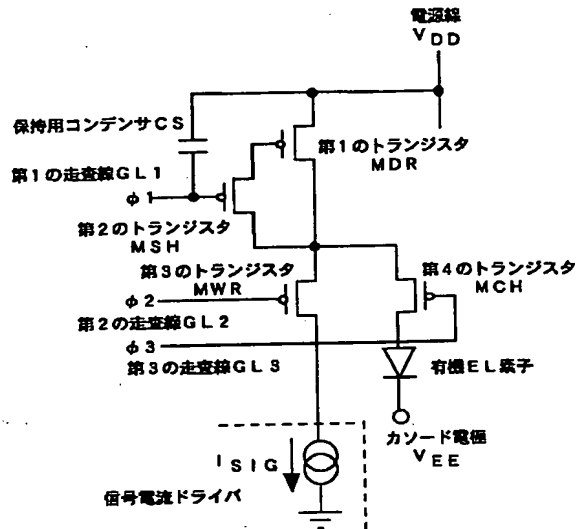 電源線
VDD
保持用コンデンサCS
第1のトランジスタ
MDR
第1の走査線GL1
φ1
第2のトランジスタ
MSH
第3のトランジスタ
MWR
第4のトランジスタ
MCH
φ2
第2の走査線GL2
φ3
第3の走査線GL3
有機EL素子
カソード電極
VEE
ISIG
信号電流ドライバ